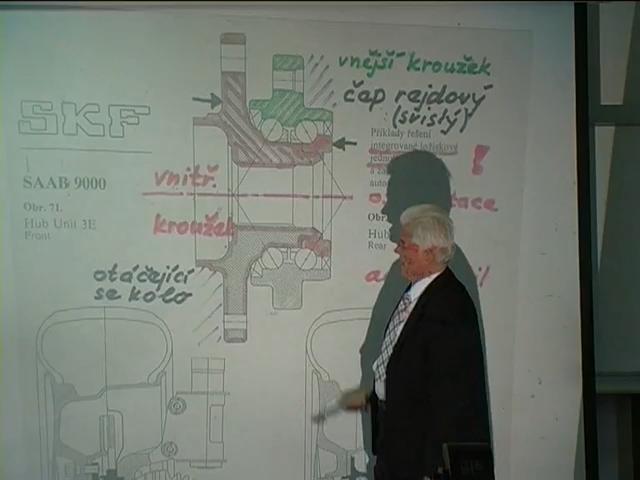 vnější kroužek
čep rejdový
(svislý)
SKF
Příklady řešení
integrované ložiskové
SAAB 9000
Obr. 71.
Hub Unit 3E
Front
vnitř.
kroužek
!
Hub
Rear
otáčející
se kolo